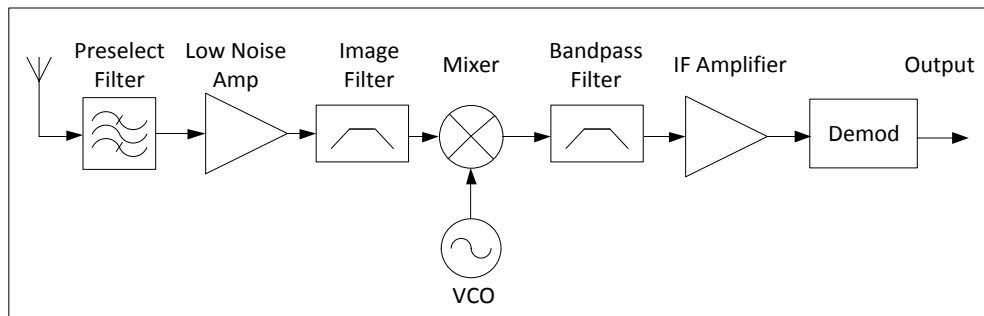 Preselect
Filter
Low Noise
Amp
Image
Filter
Mixer
Bandpass
Filter
IF Amplifier
Output
Demod
VCO